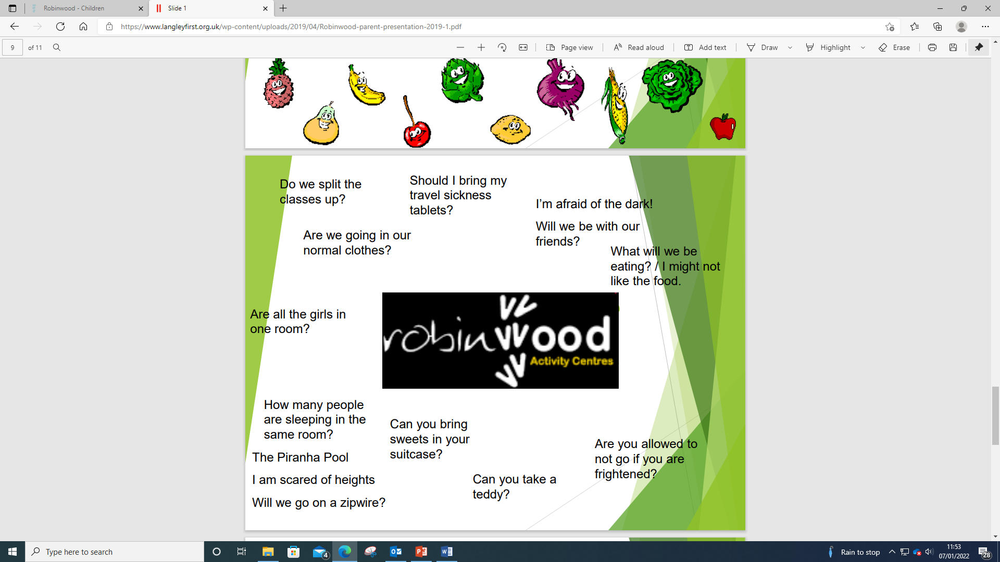 Robinwood - Children
Slide 1
https://www.langleyfirst.org.uk/wp-content/uploads/2019/04/Robinwood-parent-presentation-2019-1.pdf
9 of 11
Page view
Read aloud
Add text
Draw
Highlight
Erase
Do we split the
classes up?
Should I bring my
travel sickness
tablets?
I'm afraid of the dark!
Will we be with our
friends?
Are we going in our
normal clothes?
What will we be
eating? / I might not
like the food.
Are all the girls in
one room?
robinwood
Activity Centres
How many people
are sleeping in the
same room?
Can you bring
sweets in your
suitcase?
Are you allowed to
not go if you are
frightened?
The Piranha Pool
I am scared of heights
Can you take a
teddy?
Will we go on a zipwire?
Type here to search
4
Rain to stop
11:53
07/01/2022
28